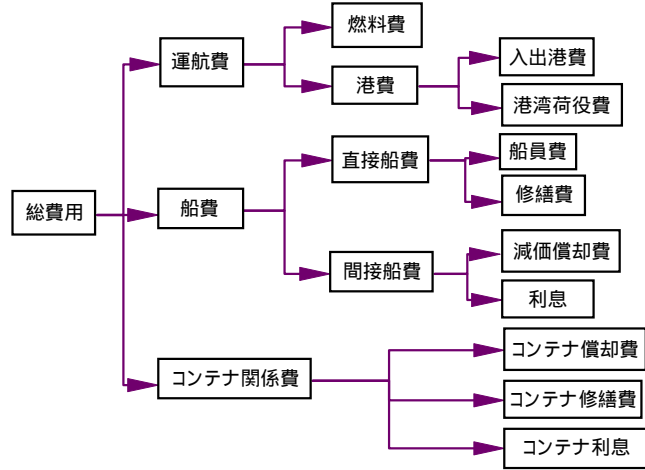 総費用
運航費
燃料費
港費
入出港費
港湾荷役費
船費
直接船費
船員費
修繕費
間接船費
減価償却費
利息
コンテナ関係費
コンテナ償却費
コンテナ修繕費
コンテナ利息